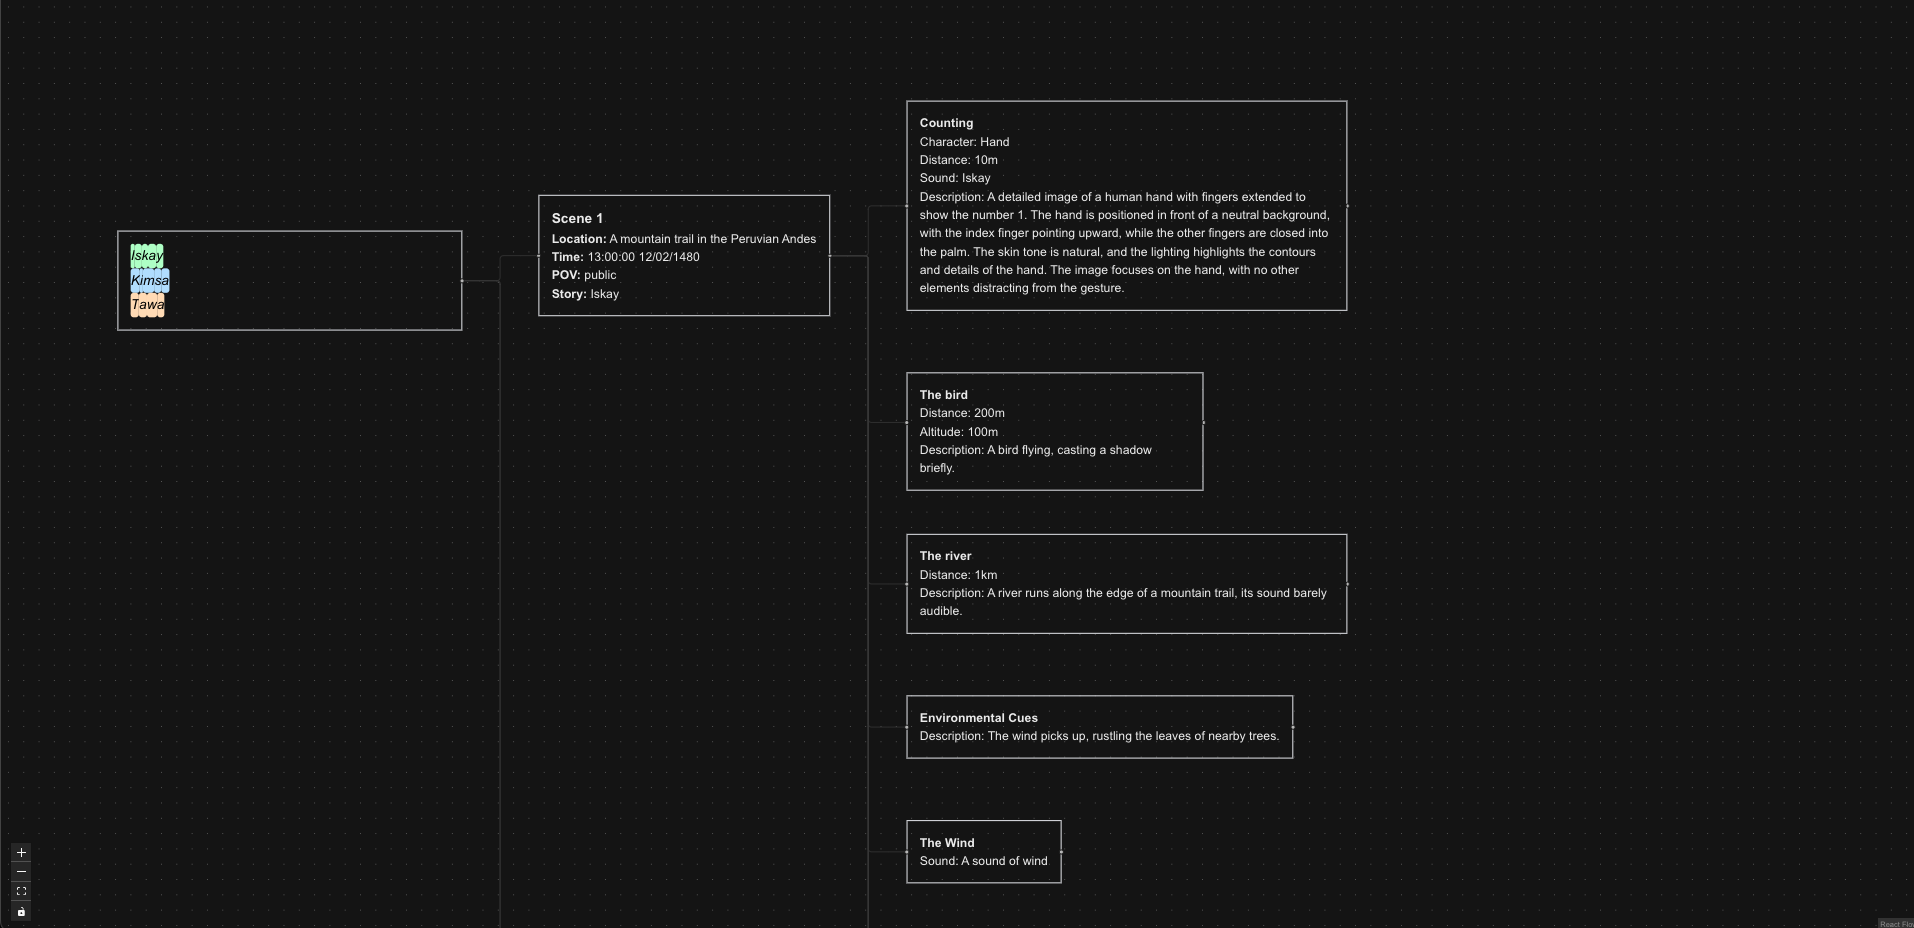 Iskay
Kimsa
Tawa
Scene 1
Location: A mountain trail in the Peruvian Andes
Time: 13:00:00 12/02/1480
POV: public
Story: Iskay
Counting
Character: Hand
Distance: 10m
Sound: Iskay
Description: A detailed image of a human hand with fingers extended to
show the number 1. The hand is positioned in front of a neutral background,
with the index finger pointing upward, while the other fingers are closed into
the palm. The skin tone is natural, and the lighting highlights the contours
and details of the hand. The image focuses on the hand, with no other
elements distracting from the gesture.
The bird
Distance: 200m
Altitude: 100m
Description: A bird flying, casting a shadow
briefly.
The river
Distance: 1km
Description: A river runs along the edge of a mountain trail, its sound barely
audible.
Environmental Cues
Description: The wind picks up, rustling the leaves of nearby trees.
The Wind
Sound: A sound of wind
React Flo